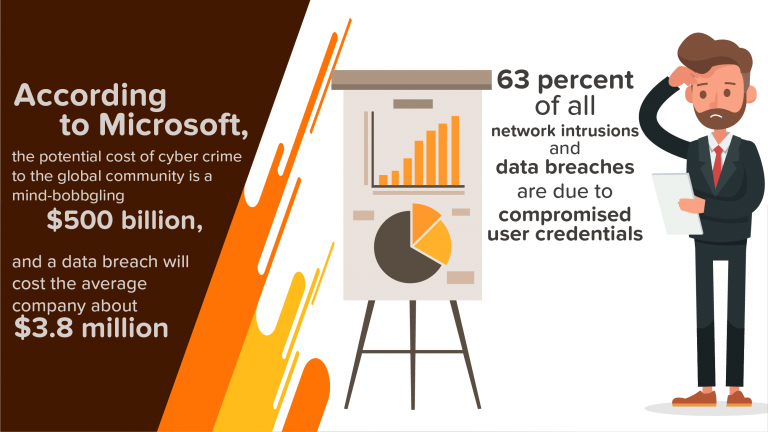 According
to Microsoft,
the potential cost of cyber crime
to the global community is a
mind-bobbgling
$500 billion,
and a data breach will
cost the average
company about
$3.8 million
63 percent
of all
network intrusions
and
data breaches
are due to
compromised
user credentials